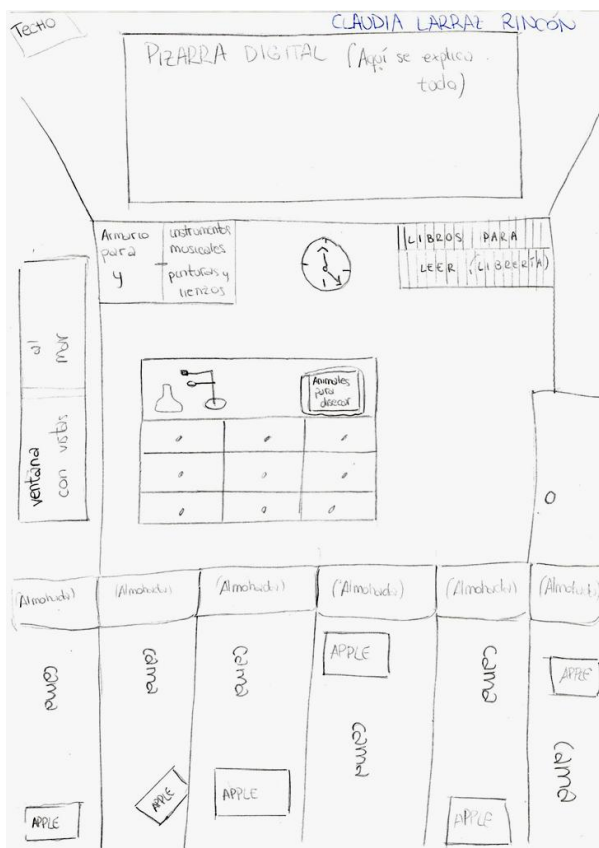 TECHO
CLAUDIA LARRAZ RINCÓN
PIZARRA DIGITAL (Aquí se explica
todo)
Armario
para
y
instrumentos
musicales
pinturas y
lienzos
LIBROS PARA
LEER (LIBRERÍA)
ventana al
con vistas mar
Animales
para
disecar
(Almohada)
(Almohada)
(Almohada)
(Almohada)
(Almohada)
(Almohada)
cama
cama
cama
cama
cama
cama
APPLE
APPLE
APPLE
APPLE
APPLE
APPLE